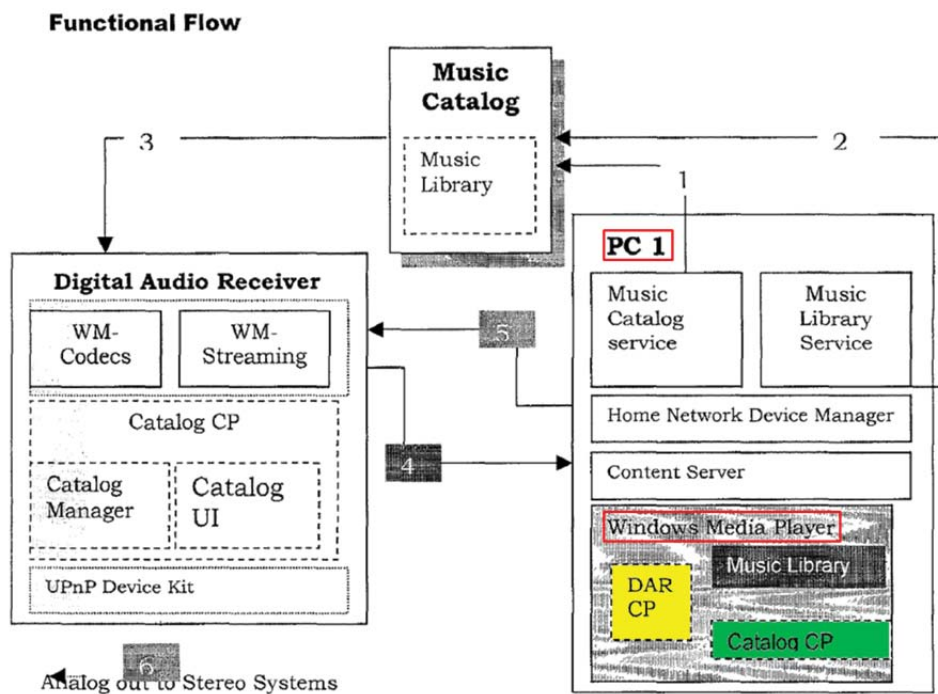 Functional Flow
Music
Catalog
Music
Library
3
2
1
PC 1
Music
Catalog
service
Music
Library
Service
Home Network Device Manager
Content Server
Windows Media Player
Music Library
DAR
CP
Catalog CP
Digital Audio Receiver
WM-
Codecs
WM-
Streaming
Catalog CP
Catalog
Manager
Catalog
UI
UPnP Device Kit
5
4
6
Analog out to Stereo Systems